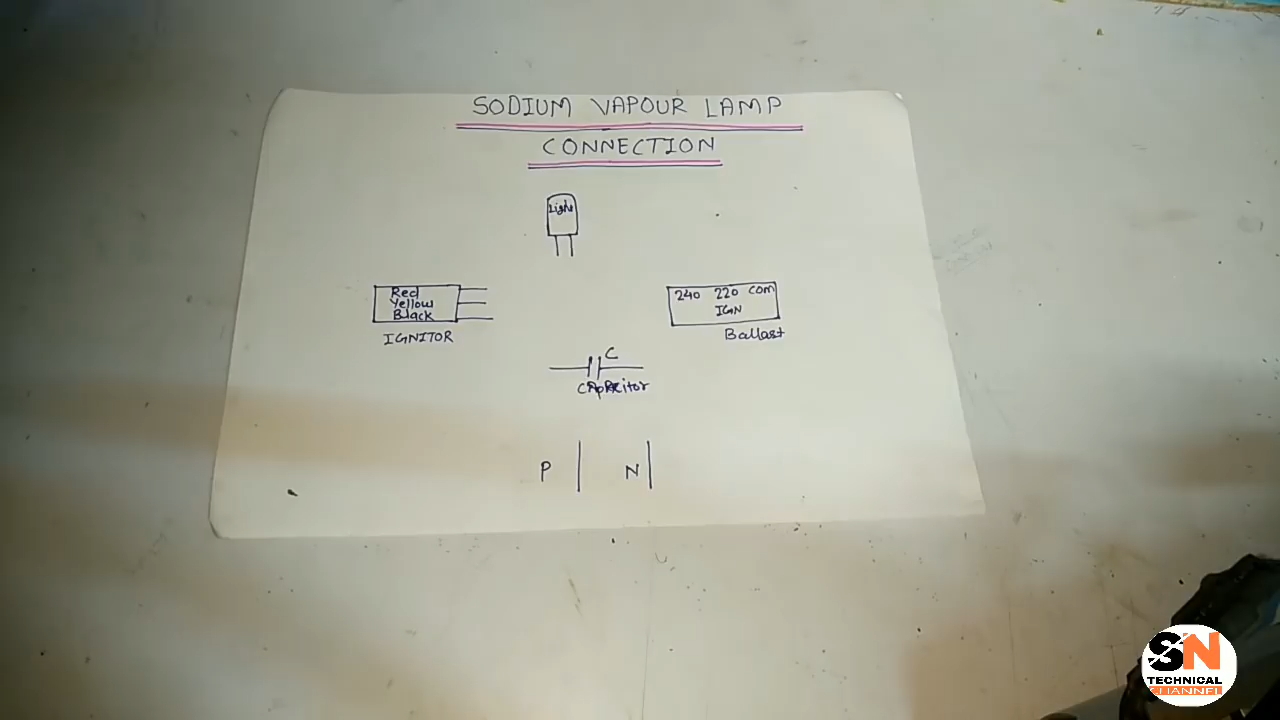 SODIUM VAPOUR LAMP
CONNECTION
Light
Red
Yellow
Black
IGNITOR
240 220 com
IGN
Ballast
C
CAPACitor
P N
SN
TECHNICAL
CHANNEL